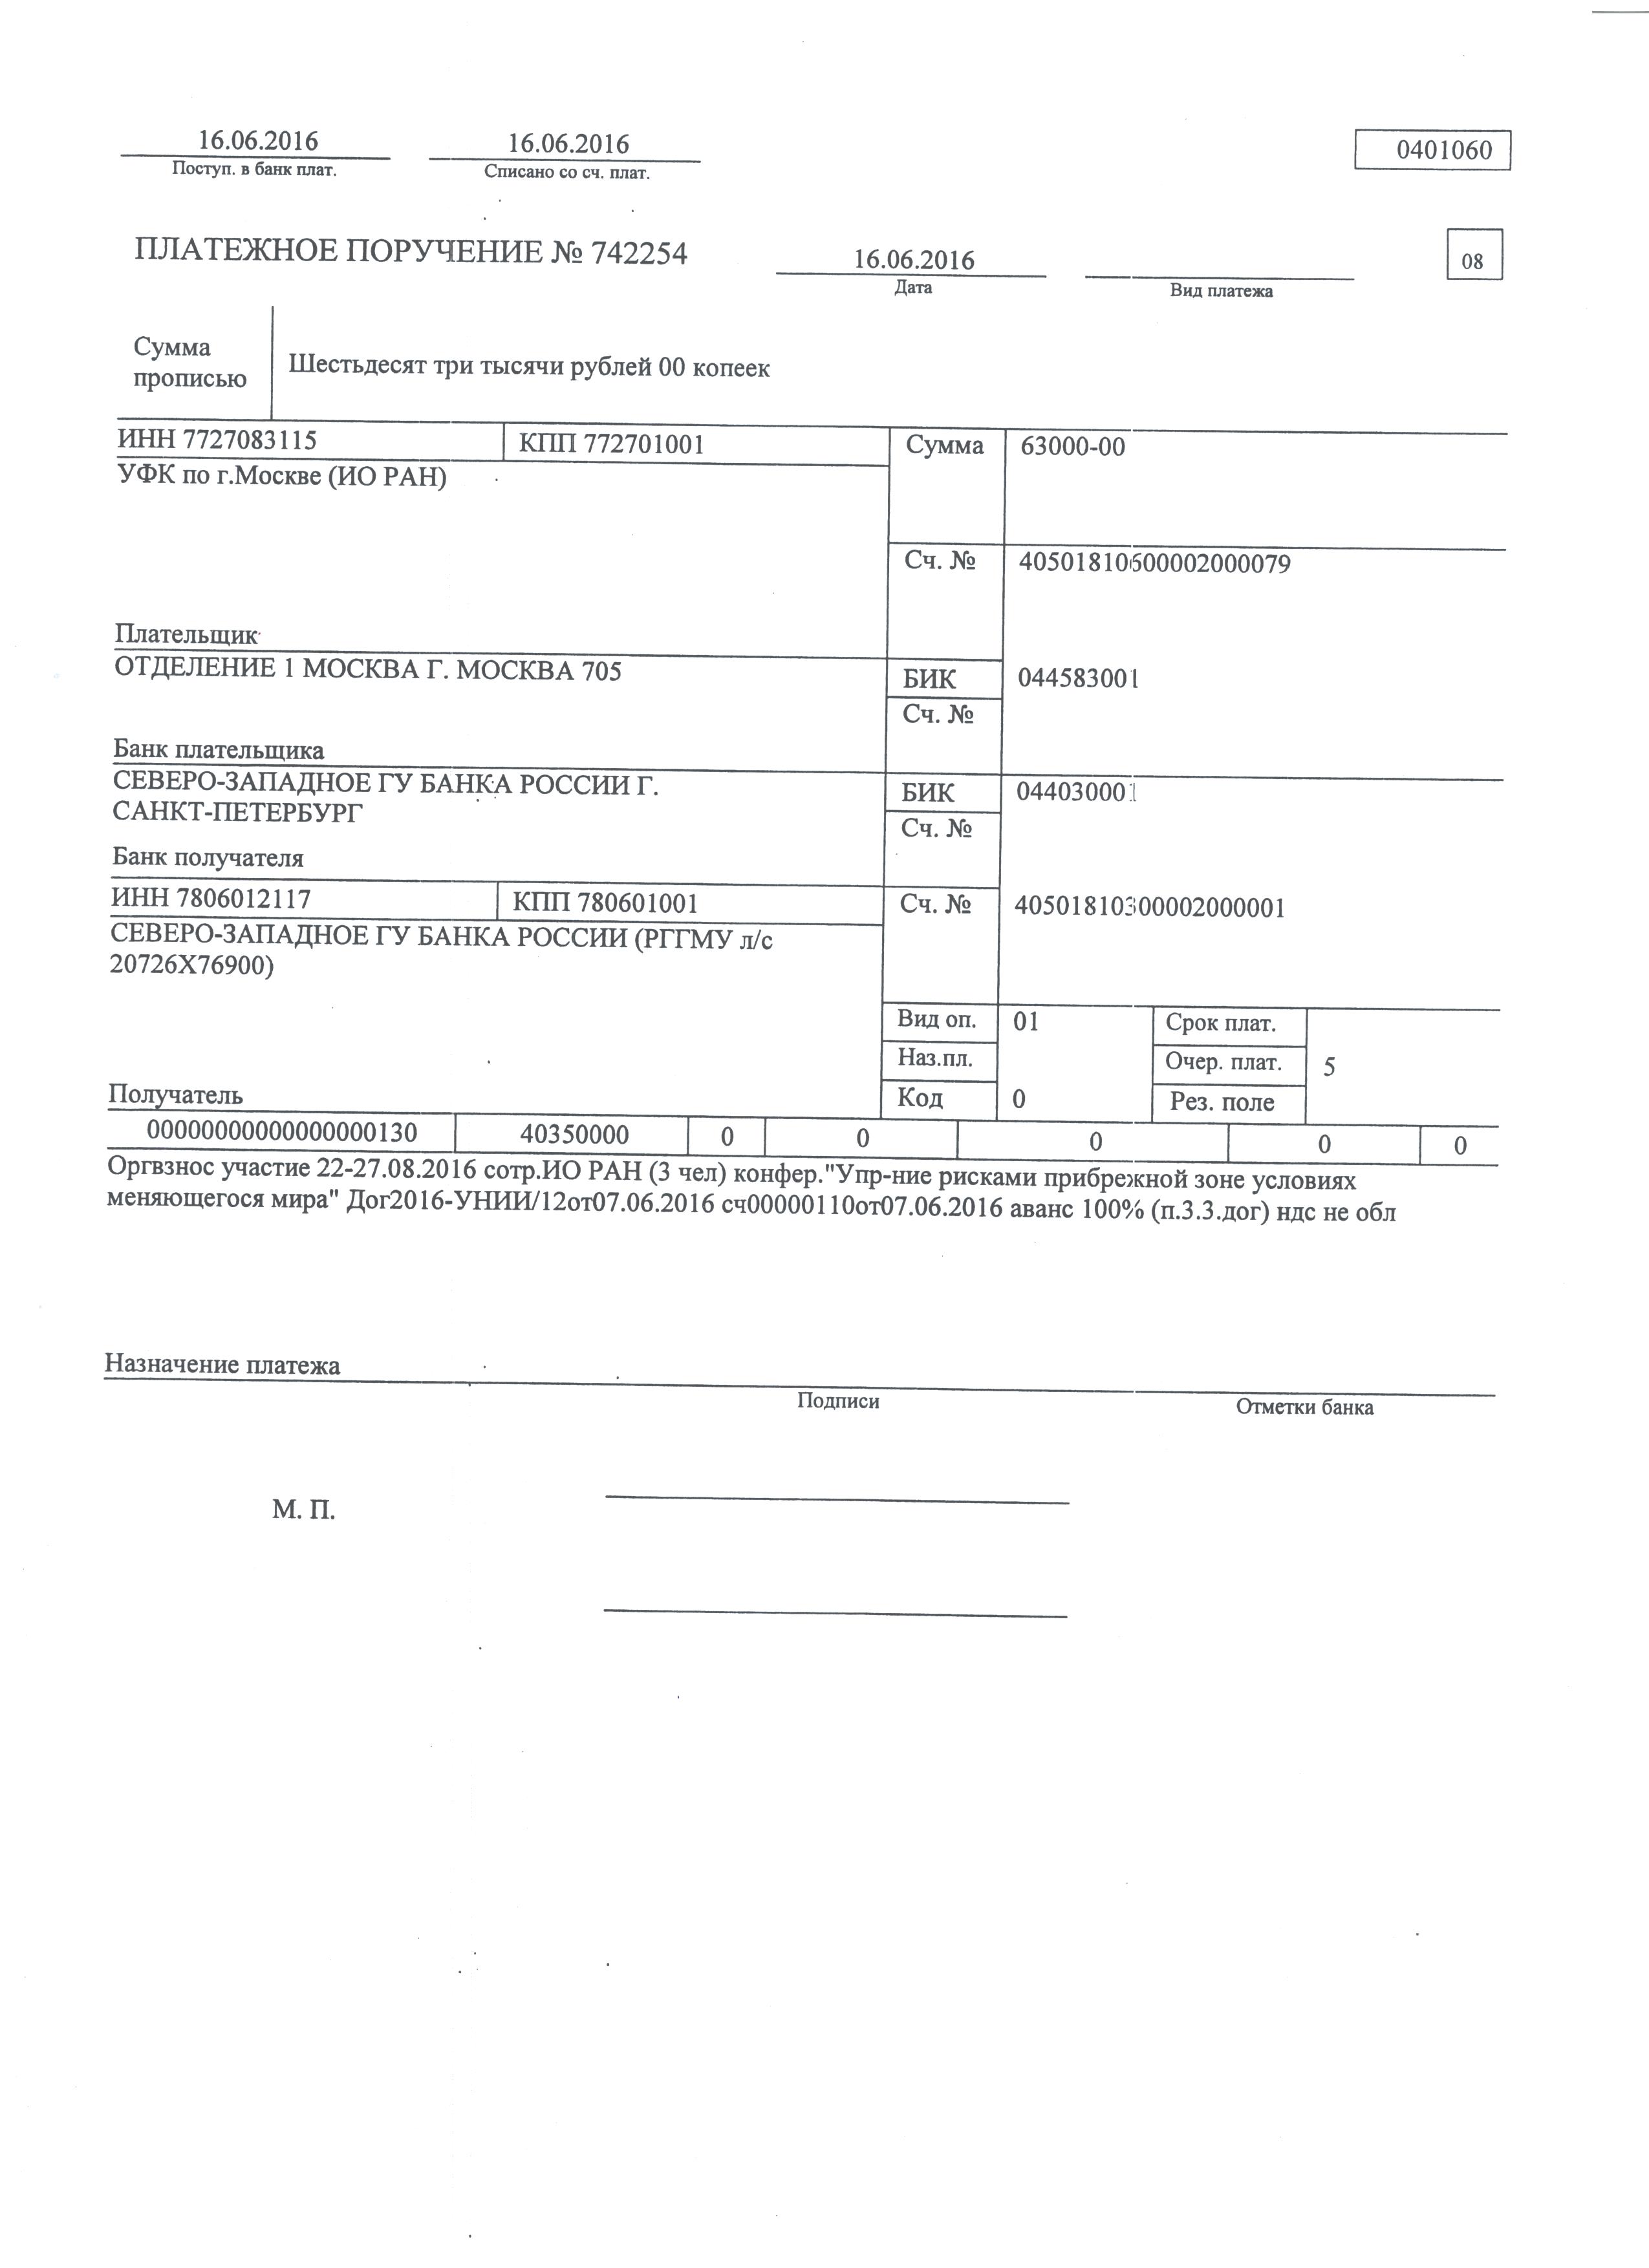 16.06.2016 16.06.2016 0401060
Поступ. в банк плат. Списано со сч. плат.
ПЛАТЕЖНОЕ ПОРУЧЕНИЕ № 742254 16.06.2016 08
Дата Вид платежа
Сумма
прописью
Шестьдесят три тысячи рублей 00 копеек
ИНН 7727083115 КПП 772701001 Сумма 63000-00
УФК по г.Москве (ИО РАН)
Сч. № 40501810600002000079
Плательщик
ОТДЕЛЕНИЕ 1 МОСКВА Г. МОСКВА 705 БИК 044583001
Сч. №
Банк плательщика
СЕВЕРО-ЗАПАДНОЕ ГУ БАНКА РОССИИ Г. БИК 044030001
САНКТ-ПЕТЕРБУРГ Сч. №
Банк получателя
ИНН 7806012117 КПП 780601001 Сч. № 40501810300002000001
СЕВЕРО-ЗАПАДНОЕ ГУ БАНКА РОССИИ (РГГМУ л/с
20726Х76900)
Вид оп. 01 Срок плат.
Наз.пл. Очер. плат. 5
Получатель Код 0 Рез. поле
00000000000000000130 40350000 0 0 0 0 0
Оргвзнос участие 22-27.08.2016 сотр.ИО РАН (3 чел) конфер."Упр-ние рисками прибрежной зоне условиях
меняющегося мира" Дог2016-УНИИ/12от07.06.2016 сч00000110от07.06.2016 аванс 100% (п.3.3.дог) ндс не обл
Назначение платежа
Подписи Отметки банка
М. П.